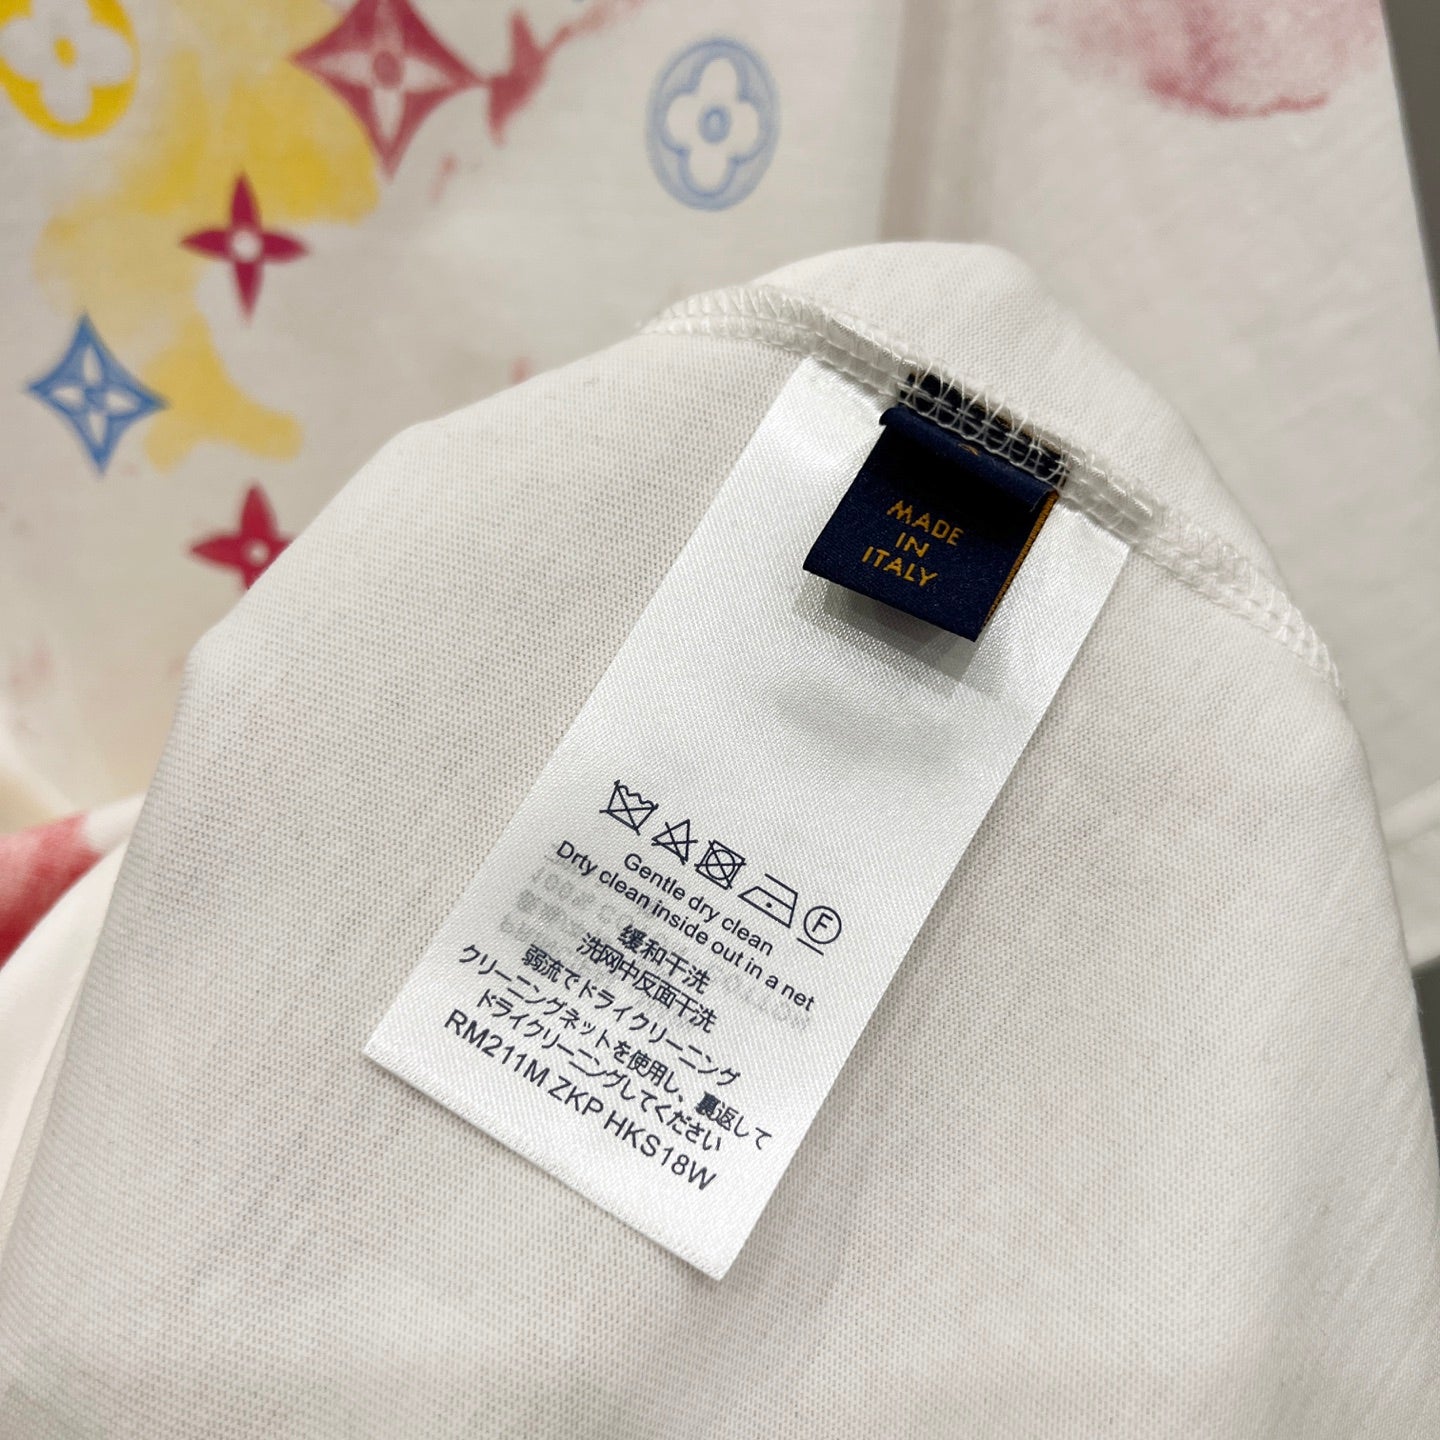 MADE
IN
ITALY
F
Gentle dry clean
Drty clean inside out in a net
缓和干洗
洗网中反面干洗
弱流でドライクリーニング
クリーニングネットを使用し、裏返して
ドライクリーニングしてください
RM211M ZKP HKS18W